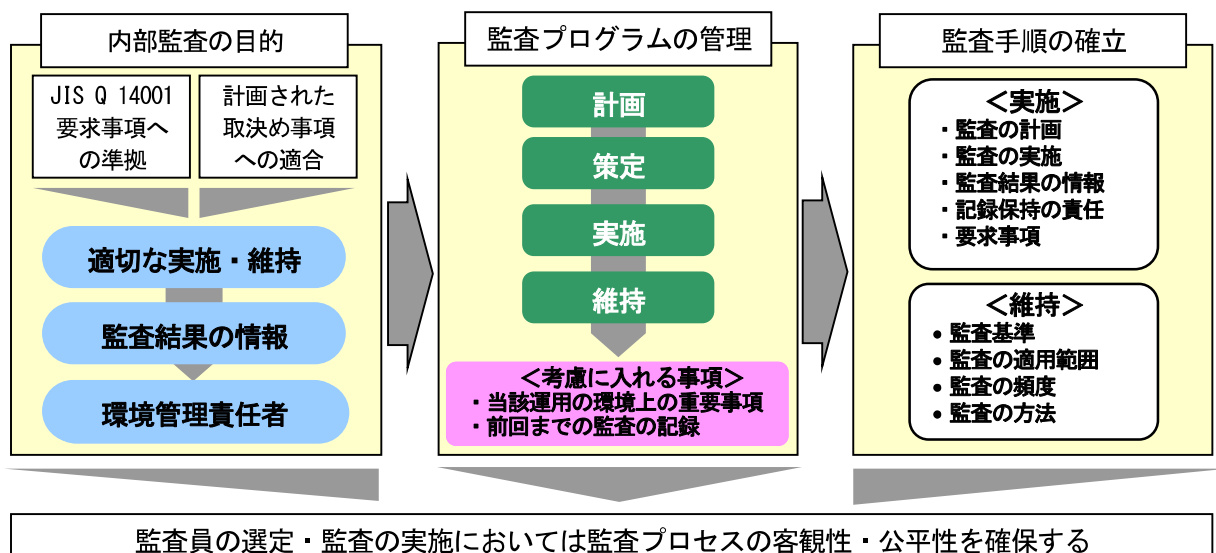 内部監査の目的
JIS Q 14001
要求事項へ
の準拠
計画された
取決め事項
への適合
適切な実施・維持
監査結果の情報
環境管理責任者
監査プログラムの管理
計画
策定
実施
維持
＜考慮に入れる事項＞
・当該運用の環境上の重要事項
・前回までの監査の記録
監査手順の確立
＜実施＞
・監査の計画
・監査の実施
・監査結果の情報
・記録保持の責任
・要求事項
＜維持＞
● 監査基準
● 監査の適用範囲
● 監査の頻度
● 監査の方法
監査員の選定・監査の実施においては監査プロセスの客観性・公平性を確保する